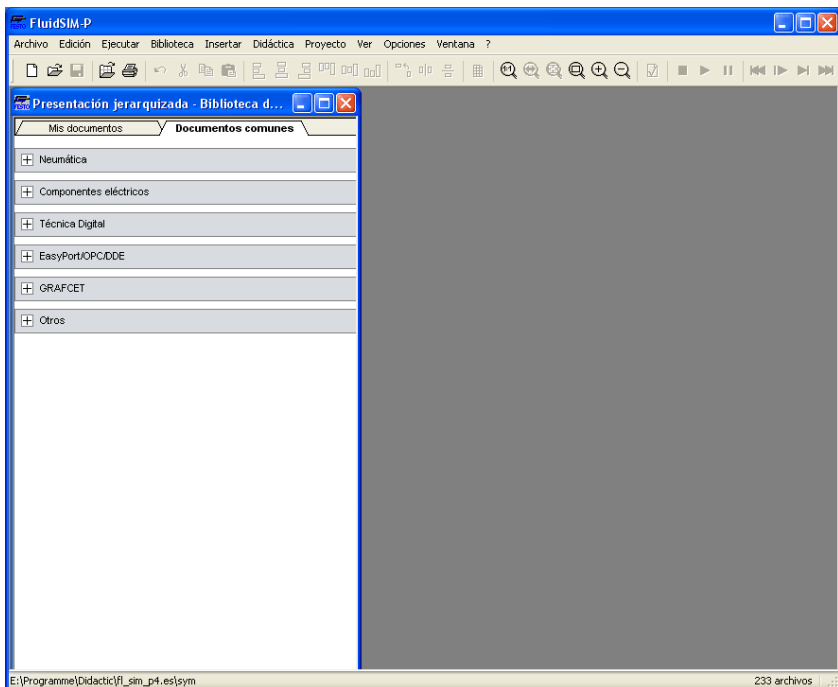 FluidSIM-P
Archivo Edición Ejecutar Biblioteca Insertar Didáctica Proyecto Ver Opciones Ventana ?
Presentación jerarquizada - Biblioteca d...
Mis documentos Documentos comunes
Neumática
Componentes eléctricos
Técnica Digital
EasyPort/OPC/DDE
GRAFCET
Otros
E:\Programme\Didactic\fl_sim_p4.es\sym 233 archivos